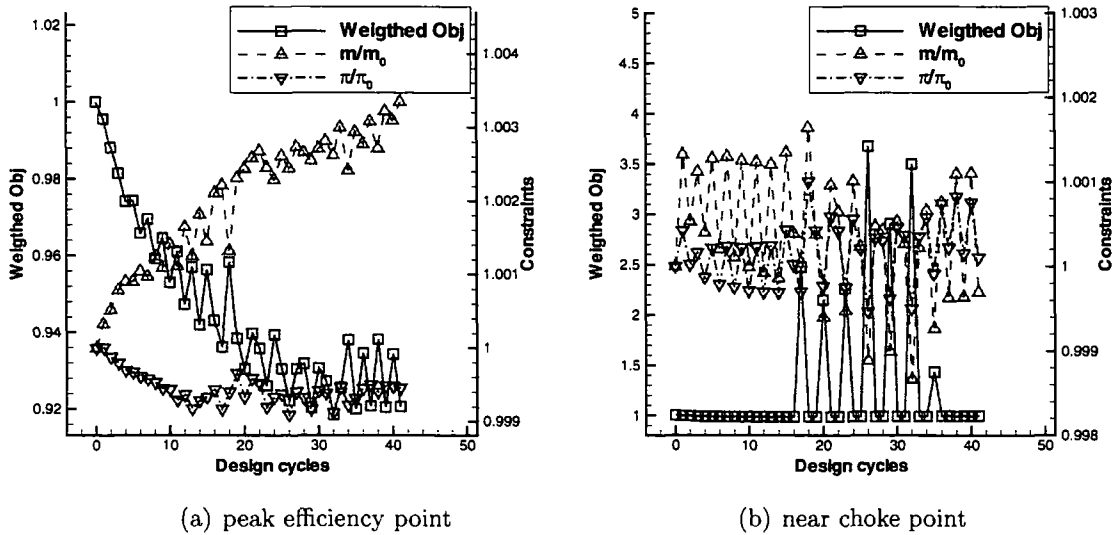 Weigthed Obj
m/m0
π/π0
1.02
1
0.98
0.96
0.94
0.92
Weigthed Obj
1.004
1.003
1.002
1.001
1
0.999
Constraints
0
10
20
30
40
50
Design cycles
(a) peak efficiency point
Weigthed Obj
m/m0
π/π0
5
4.5
4
3.5
3
2.5
2
1.5
1
Weigthed Obj
1.003
1.002
1.001
1
0.999
0.998
Constraints
0
10
20
30
40
50
Design cycles
(b) near choke point